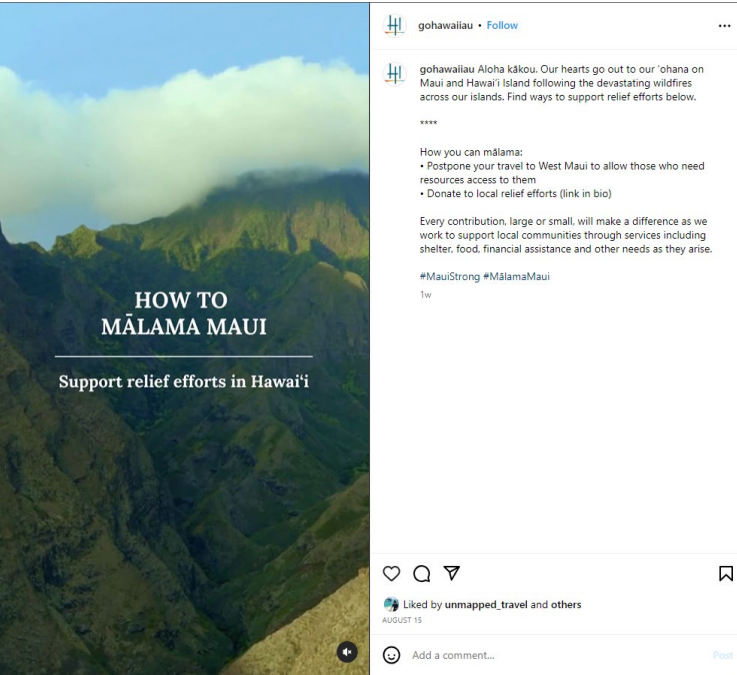 HOW TO
MĀLAMA MAUI
Support relief efforts in Hawai‘i
gohawaiiau • Follow
gohawaiiau Aloha kākou. Our hearts go out to our ʻohana on
Maui and Hawaiʻi Island following the devastating wildfires
across our islands. Find ways to support relief efforts below.
****
How you can mālama:
• Postpone your travel to West Maui to allow those who need
resources access to them
• Donate to local relief efforts (link in bio)
Every contribution, large or small, will make a difference as we
work to support local communities through services including
shelter, food, financial assistance and other needs as they arise.
#MauiStrong #MālamaMaui
1w
Liked by unmapped_travel and others
AUGUST 15
Add a comment...
Post